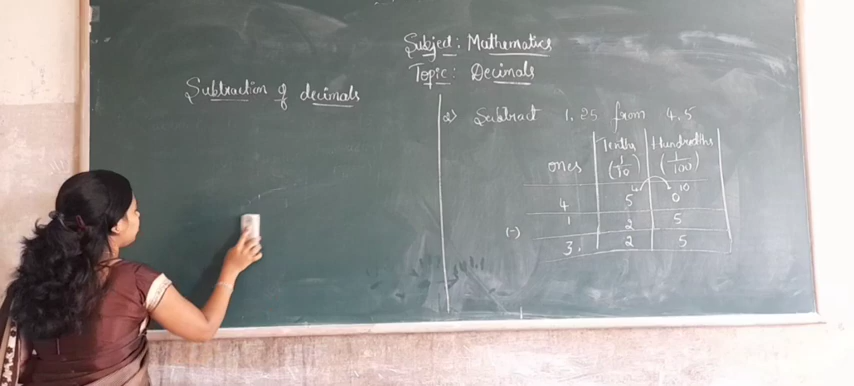 Subject: Mathematics
Topic: Decimals
Subtraction of decimals
2) Subtract 1.25 from 4.5
ones Tenths (1/10) Hundredths (1/100)
4 10
4 5 0
(-) 1 2 5
3. 2 5